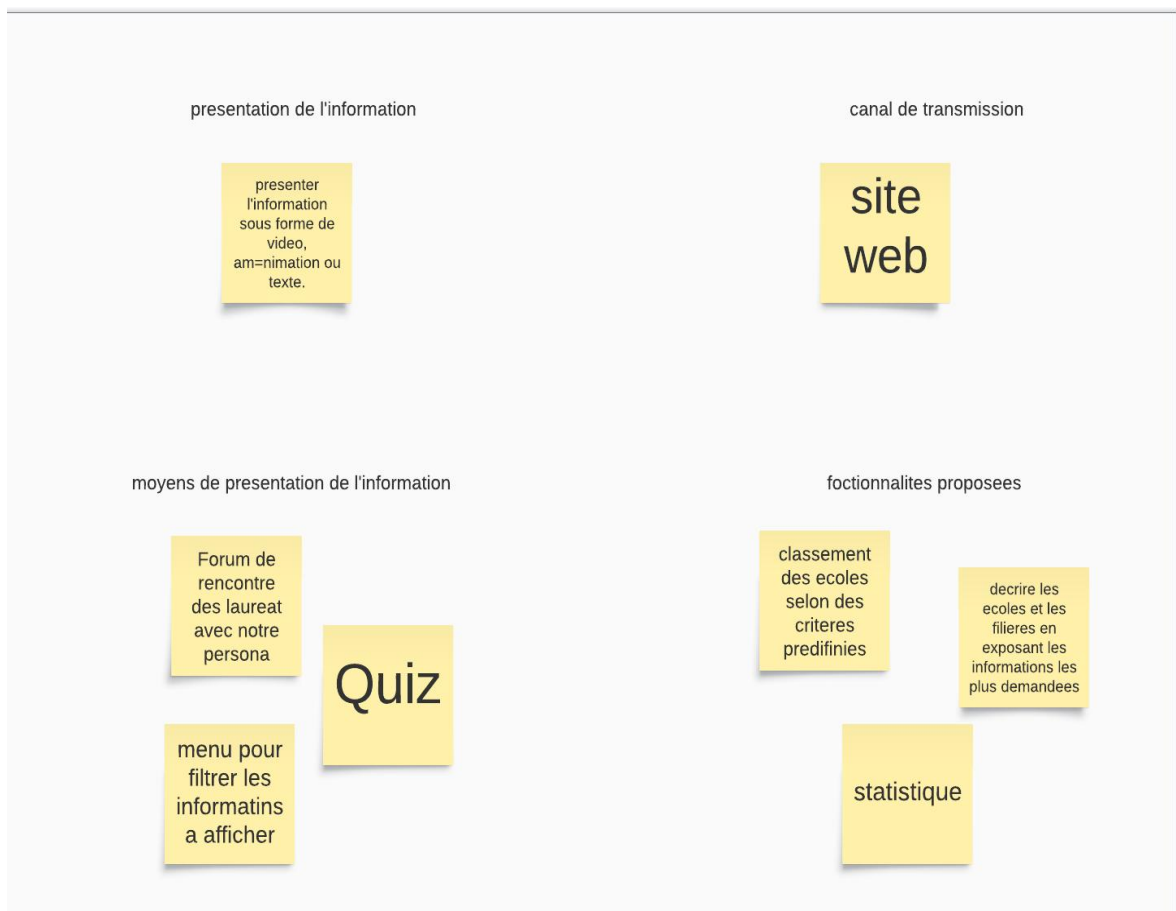 presentation de l'information
canal de transmission
presenter
l'information
sous forme de
video,
am=nimation ou
texte.
site
web
moyens de presentation de l'information
foctionnalites proposees
Forum de
rencontre
des laureat
avec notre
persona
Quiz
menu pour
filtrer les
informatins
a afficher
classement
des ecoles
selon des
criteres
predifinies
decrire les
ecoles et les
filieres en
exposant les
informations les
plus demandees
statistique